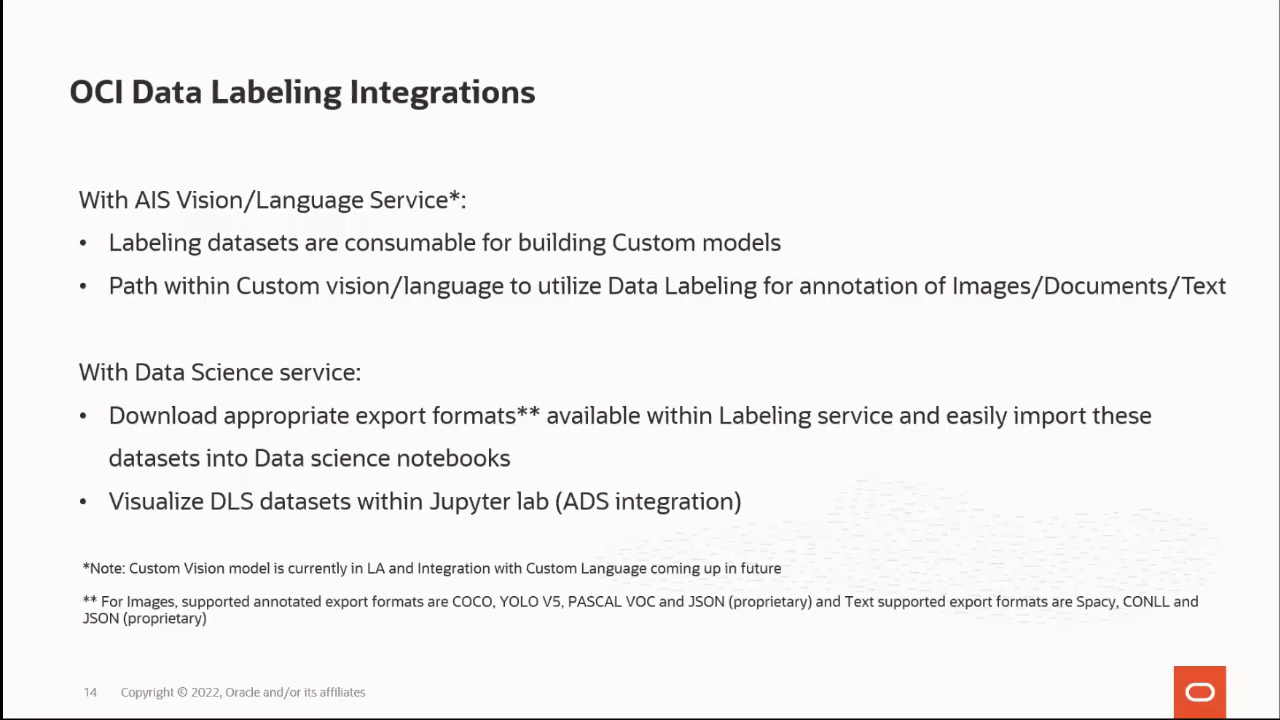 OCI Data Labeling Integrations
With AIS Vision/Language Service*:
• Labeling datasets are consumable for building Custom models
• Path within Custom vision/language to utilize Data Labeling for annotation of Images/Documents/Text
With Data Science service:
• Download appropriate export formats** available within Labeling service and easily import these
datasets into Data science notebooks
• Visualize DLS datasets within Jupyter lab (ADS integration)
*Note: Custom Vision model is currently in LA and Integration with Custom Language coming up in future
** For Images, supported annotated export formats are COCO, YOLO V5, PASCAL VOC and JSON (proprietary) and Text supported export formats are Spacy, CONLL and
JSON (proprietary)
14 Copyright © 2022, Oracle and/or its affiliates